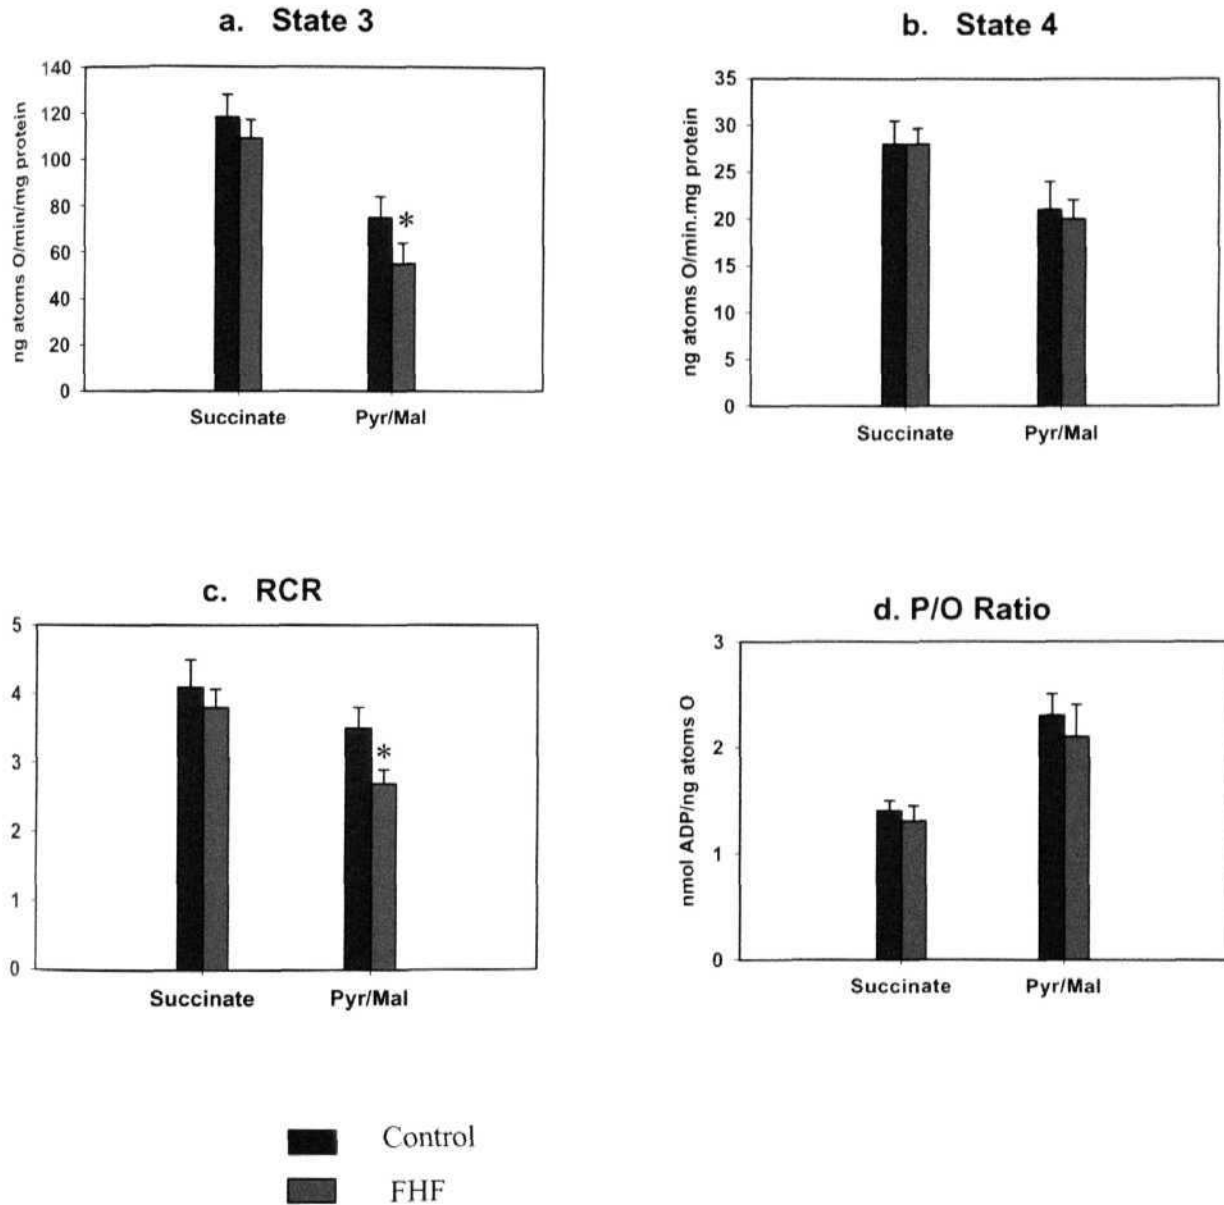 a. State 3
140
120
100
80
60
40
20
0
ng atoms O/min/mg protein
*
Succinate Pyr/Mal
b. State 4
35
30
25
20
15
10
5
0
ng atoms O/min.mg protein
Succinate Pyr/Mal
c. RCR
5
4
3
2
1
0
*
Succinate Pyr/Mal
d. P/O Ratio
3
2
1
0
nmol ADP/ng atoms O
Succinate Pyr/Mal
Control
FHF